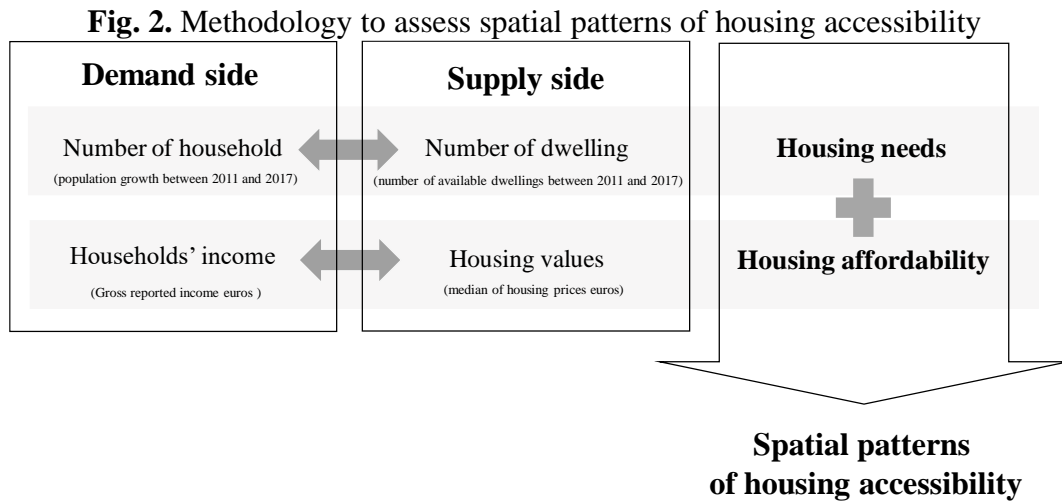 Fig. 2. Methodology to assess spatial patterns of housing accessibility
Demand side
Supply side
Number of household
(population growth between 2011 and 2017)
Number of dwelling
(number of available dwellings between 2011 and 2017)
Housing needs
Households’ income
(Gross reported income euros )
Housing values
(median of housing prices euros)
Housing affordability
Spatial patterns
of housing accessibility